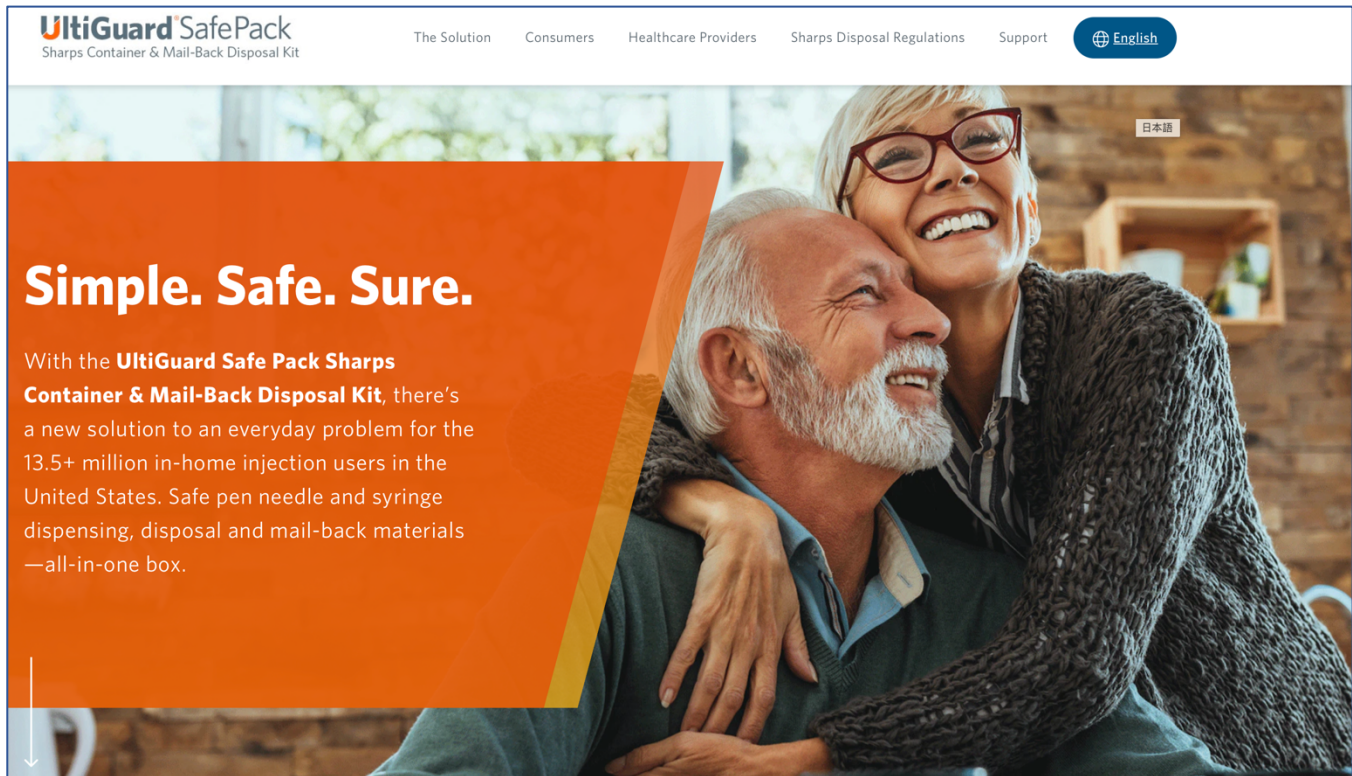 UltiGuard® SafePack
Sharps Container & Mail-Back Disposal Kit
The Solution
Consumers
Healthcare Providers
Sharps Disposal Regulations
Support
English
日本語
Simple. Safe. Sure.
With the UltiGuard Safe Pack Sharps
Container & Mail-Back Disposal Kit, there’s
a new solution to an everyday problem for the
13.5+ million in-home injection users in the
United States. Safe pen needle and syringe
dispensing, disposal and mail-back materials
—all-in-one box.